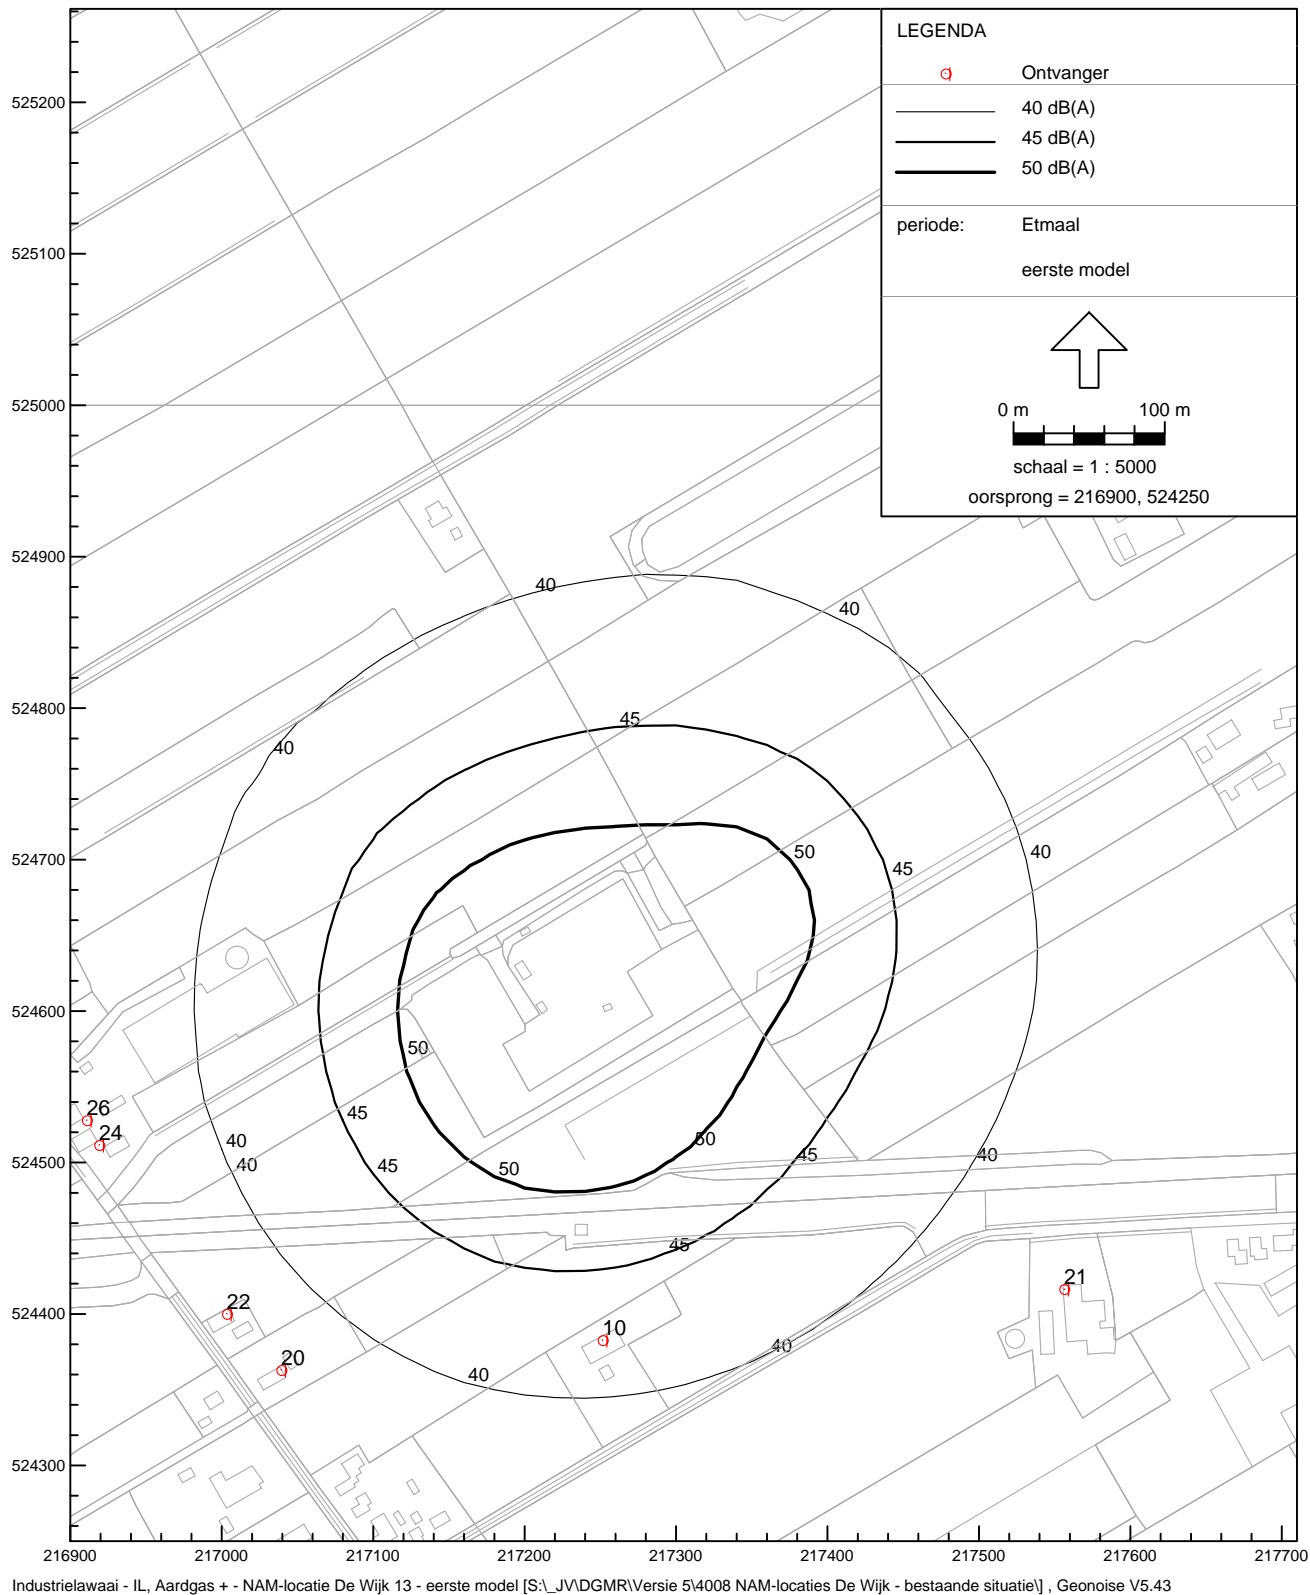 LEGENDA
Ontvanger
40 dB(A)
45 dB(A)
50 dB(A)
periode: Etmaal
eerste model
0 m 100 m
schaal = 1 : 5000
oorsprong = 216900, 524250
525200
525100
525000
524900
524800
524700
524600
524500
524400
524300
40
40
45
40
50
45
40
50
26
24
45
40
40
45
50
50
45
40
45
22
20
10
21
40
40
216900 217000 217100 217200 217300 217400 217500 217600 217700
Industrielawaai - IL, Aardgas + - NAM-locatie De Wijk 13 - eerste model [S:\_JV\DGMR\Versie 5\4008 NAM-locaties De Wijk - bestaande situatie\] , Geonoise V5.43